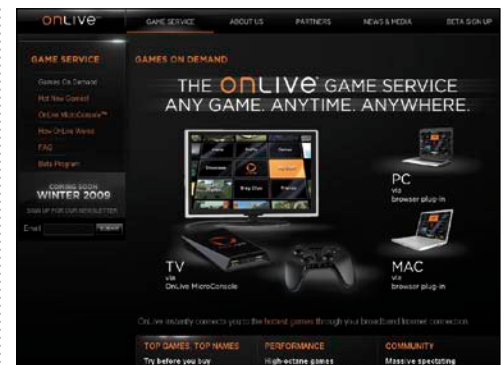 ONLIVE
GAME SERVICE
ABOUT US
PARTNERS
NEWS & MEDIA
BETA SIGN UP
GAME SERVICE
Games On Demand
Hot New Games!
OnLive MicroConsole™
How OnLive Works
FAQ
Beta Program
COMING SOON
WINTER 2009
SIGN UP FOR OUR NEWSLETTER
Email
SUBMIT
GAMES ON DEMAND
THE ONLIVE GAME SERVICE
ANY GAME. ANYTIME. ANYWHERE.
PC
via
browser plug-in
TV
via
OnLive MicroConsole
MAC
via
browser plug-in
OnLive instantly connects you to the hottest games through your broadband Internet connection.
TOP GAMES, TOP NAMES
Try before you buy
PERFORMANCE
High-octane games
COMMUNITY
Massive spectating